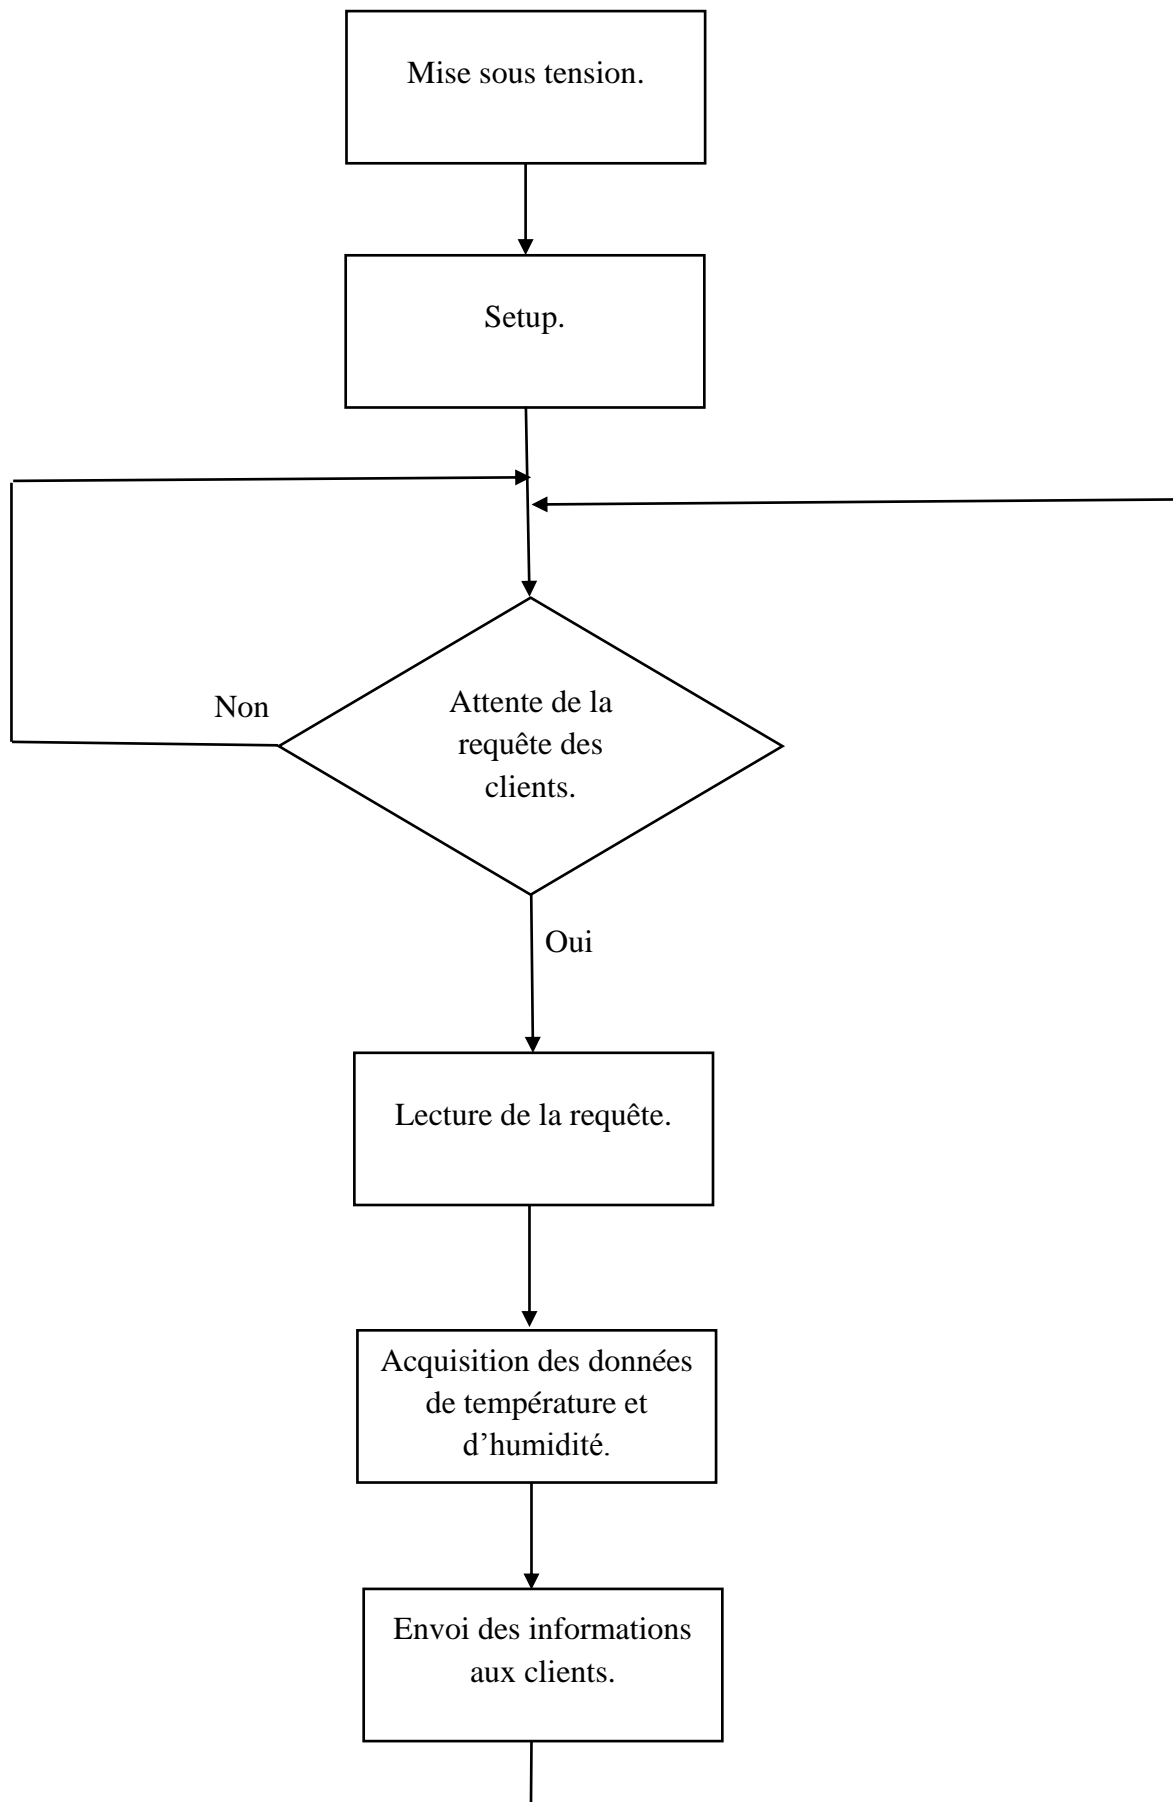 Mise sous tension.
Setup.
Non
Attente de la
requête des
clients.
Oui
Lecture de la requête.
Acquisition des données
de température et
d’humidité.
Envoi des informations
aux clients.